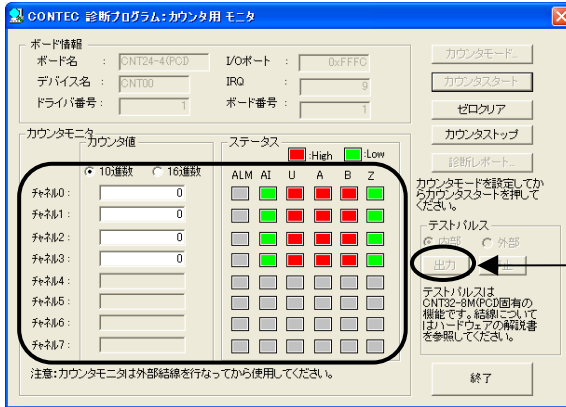 CONTEC 診断プログラム:カウンタ用 モニタ
ボード情報
ボード名 : CNT24-4(PCI)
I/Oポート : 0xFFFC
デバイス名 : CNT00
IRQ : 9
ドライバ番号 : 1
ボード番号 : 1
カウンタモード...
カウンタスタート
ゼロクリア
カウンタストップ
診断レポート...
カウンタモニタ
カウンタ値
10進数 16進数
ステータス
:High :Low
ALM AI U A B Z
チャネル0: 0
チャネル1: 0
チャネル2: 0
チャネル3: 0
チャネル4:
チャネル5:
チャネル6:
チャネル7:
注意:カウンタモニタは外部結線を行なってから使用してください。
カウンタモードを設定してか
らカウンタスタートを押して
ください。
テストパルス
内部 外部
出力 止
テストパルスは
CNT32-8M(PCI)固有の
機能です。結線について
はハードウェアの解説書
を参照してください。
終了